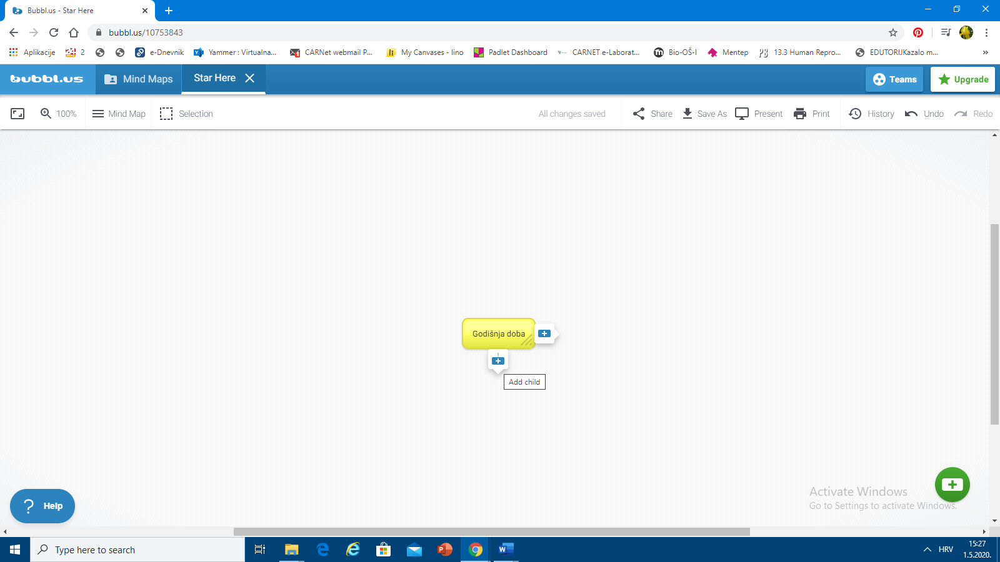 Bubbl.us - Star Here
bubbl.us/10753843
Aplikacije
2
e-Dnevnik
Yammer : Virtualna...
CARNet webmail P...
My Canvases - lino
Padlet Dashboard
CARNET e-Laborat...
Bio-OŠ-I
Mentep
13.3 Human Repro...
EDUTORIJKazalo m...
»
bubbl.us
Mind Maps
Star Here
Teams
Upgrade
100%
Mind Map
Selection
All changes saved
Share
Save As
Present
Print
History
Undo
Redo
Godišnja doba
Add child
Activate Windows
Go to Settings to activate Windows.
? Help
Type here to search
HRV
15:27
1.5.2020.